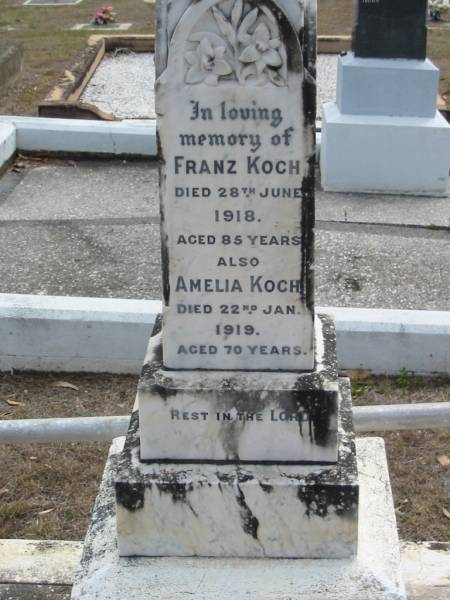 In loving
memory of
FRANZ KOCH
DIED 28TH JUNE
1918.
AGED 85 YEARS
ALSO
AMELIA KOCH
DIED 22ND JAN.
1919.
AGED 70 YEARS.
REST IN THE LORD